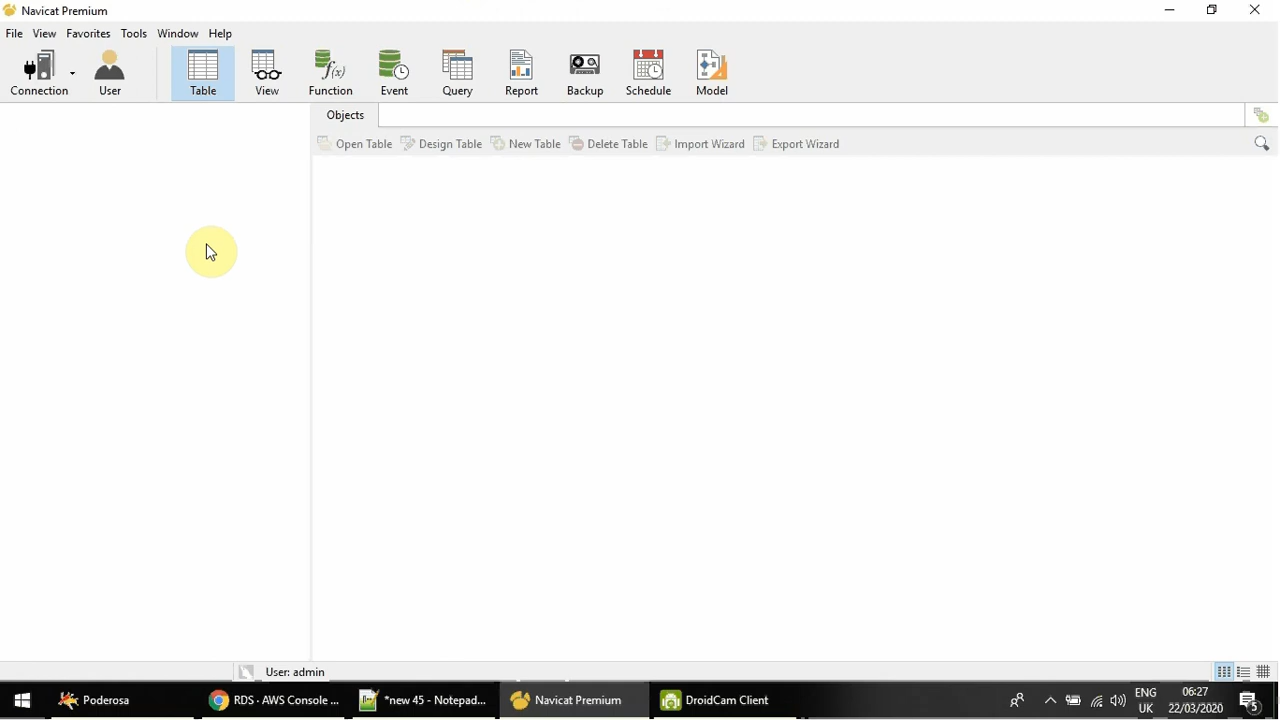 Navicat Premium
File View Favorites Tools Window Help
Connection User Table View Function Event Query Report Backup Schedule Model
Objects
Open Table Design Table New Table Delete Table Import Wizard Export Wizard
User: admin
Poderosa RDS - AWS Console ... *new 45 - Notepad... Navicat Premium DroidCam Client ENG 06:27
UK 22/03/2020 5